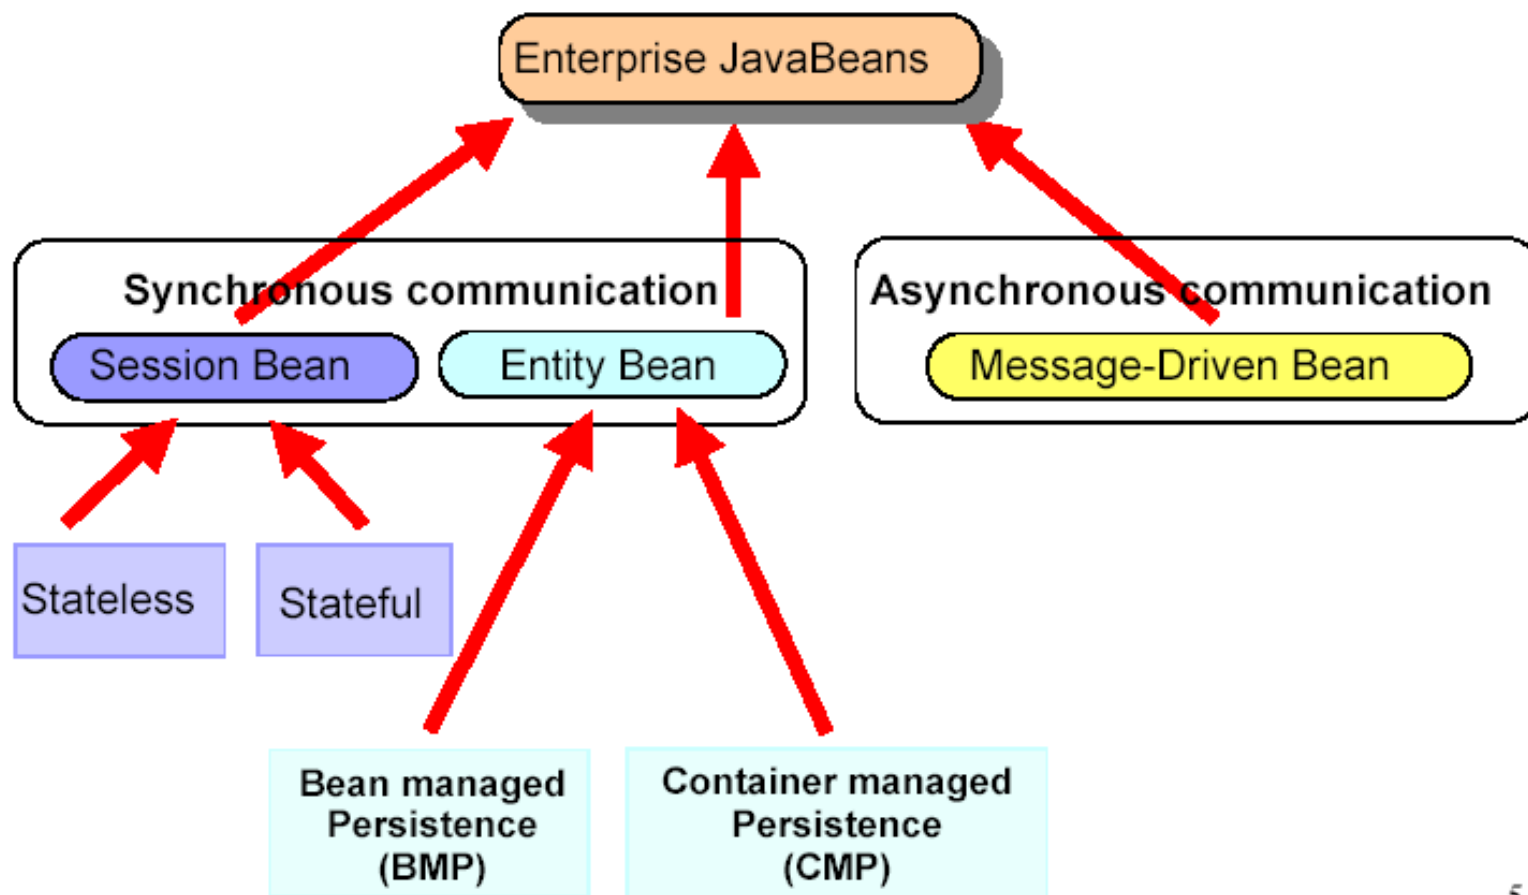 Enterprise JavaBeans
Synchronous communication
Asynchronous communication
Session Bean
Entity Bean
Message-Driven Bean
Stateless
Stateful
Bean managed
Persistence
(BMP)
Container managed
Persistence
(CMP)